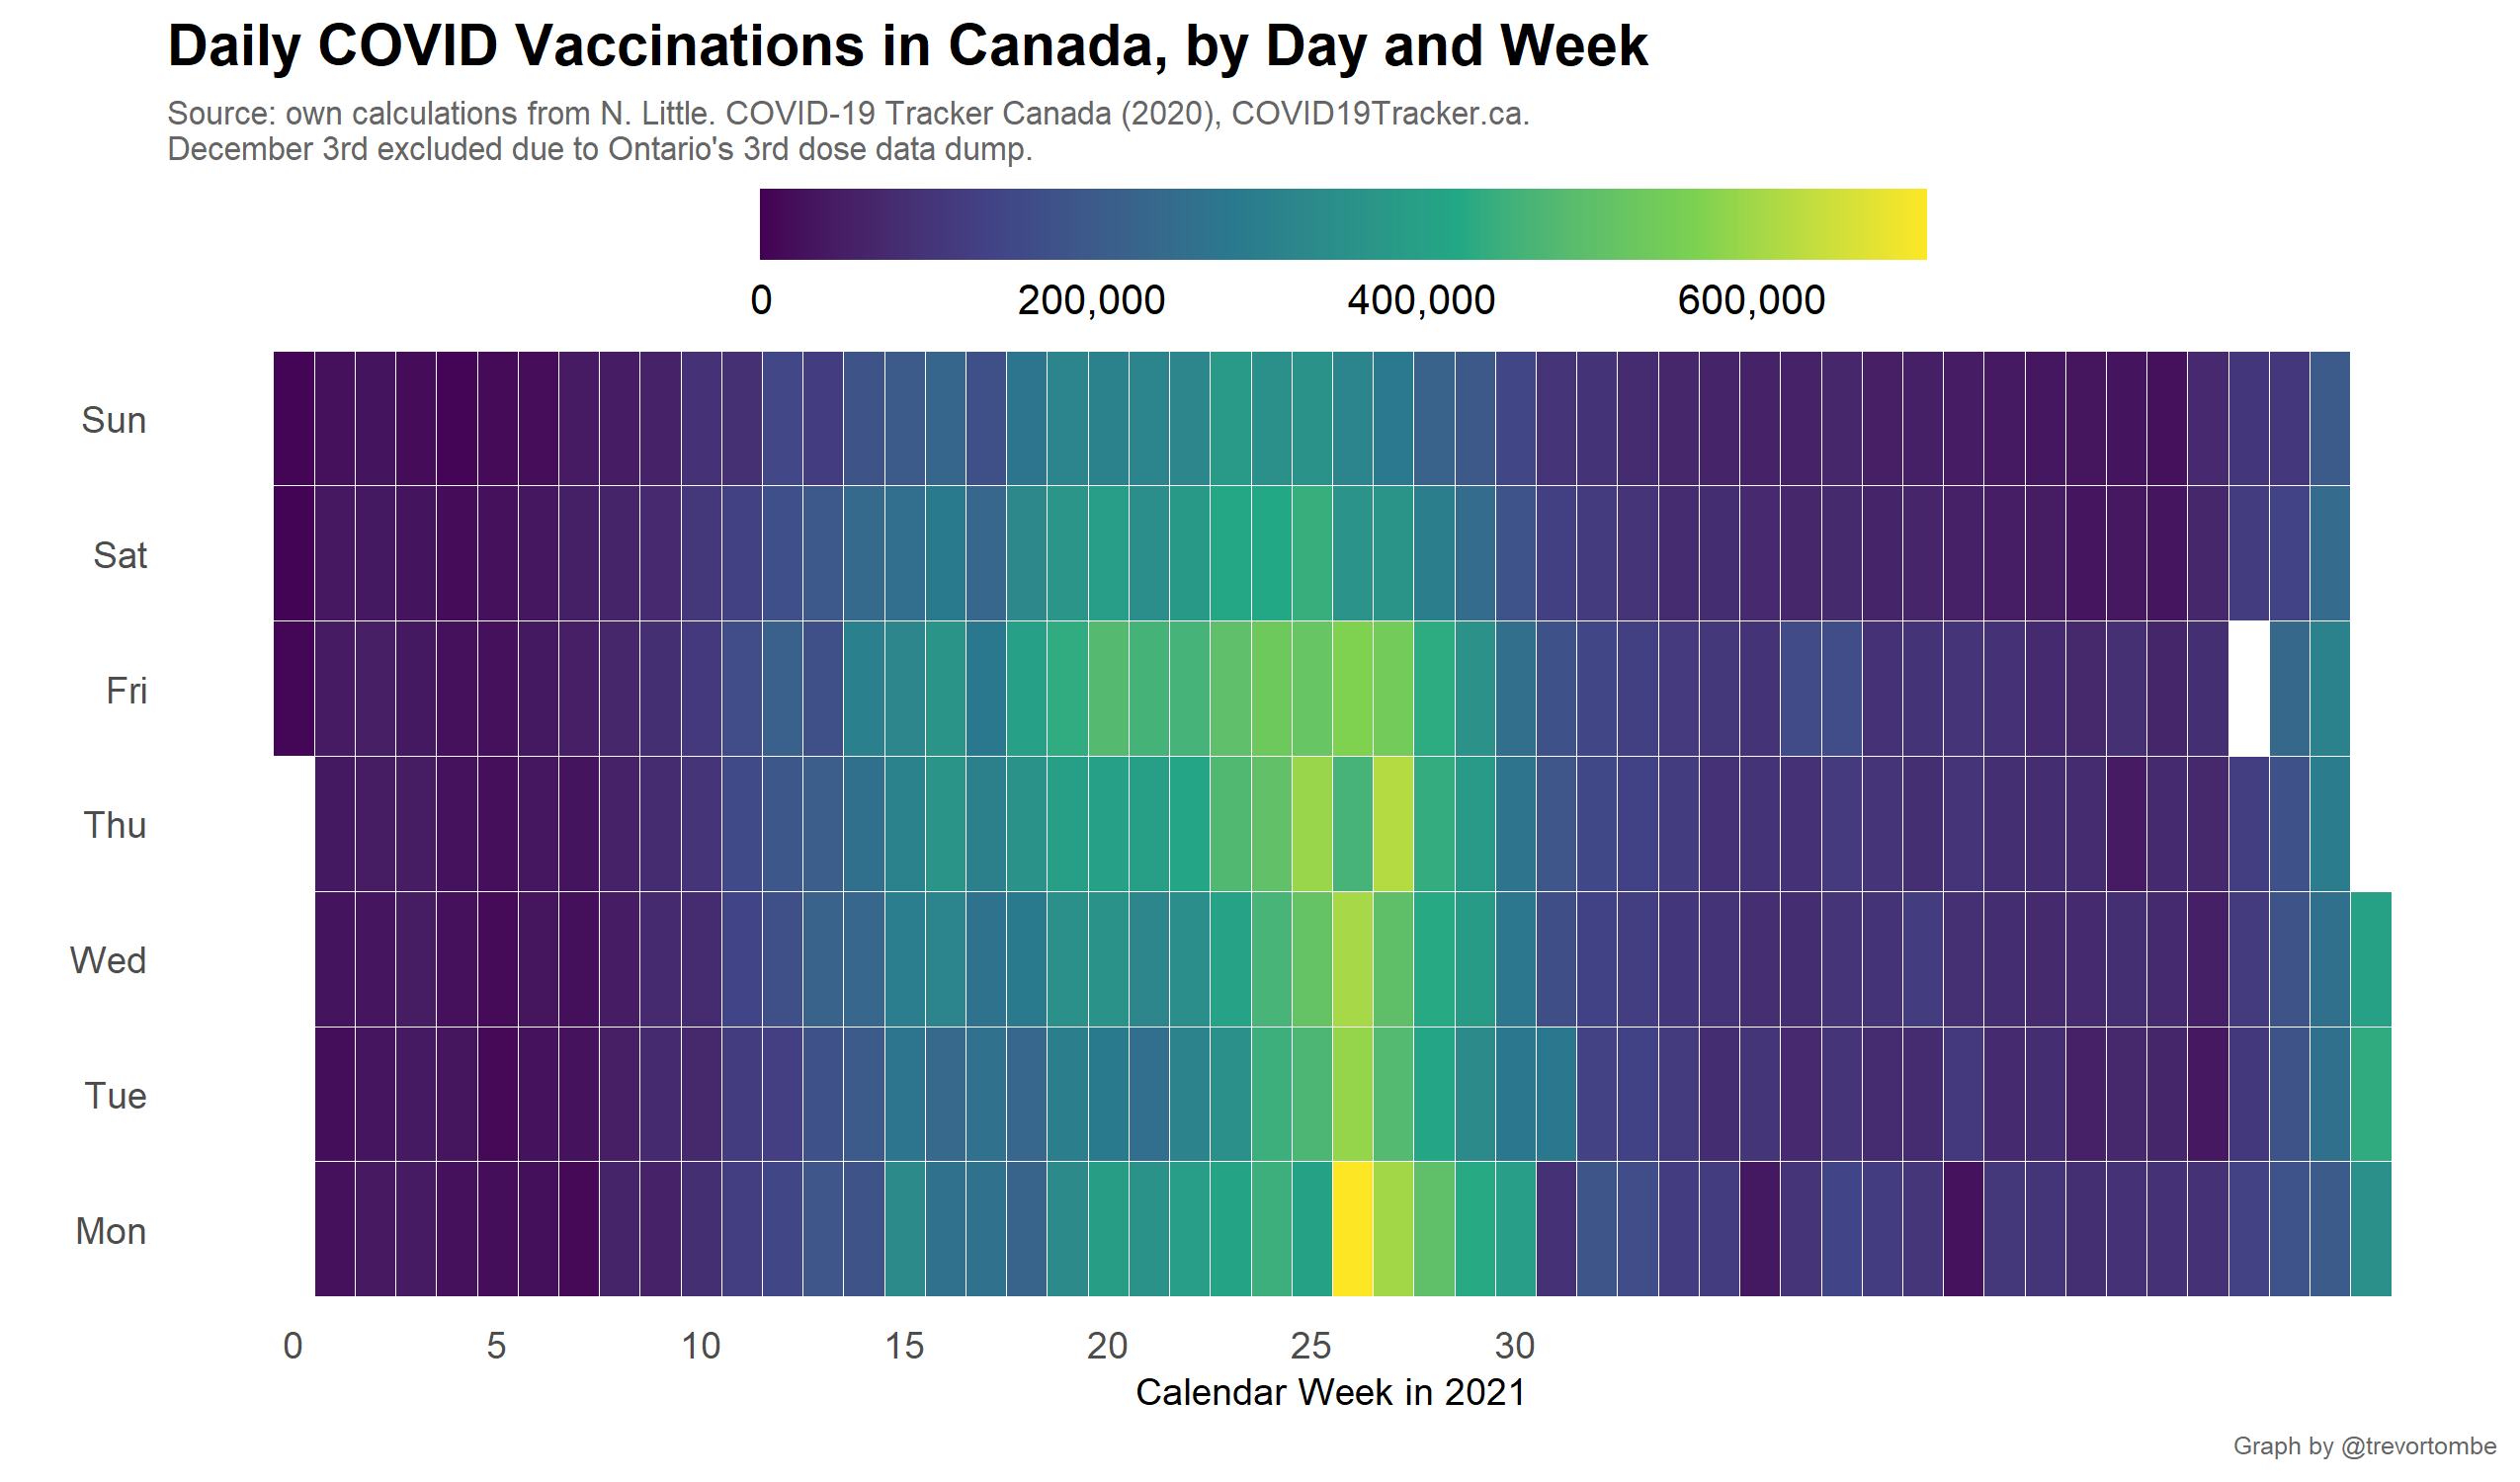 Daily COVID Vaccinations in Canada, by Day and Week
Source: own calculations from N. Little. COVID-19 Tracker Canada (2020), COVID19Tracker.ca.
December 3rd excluded due to Ontario's 3rd dose data dump.
0 200,000 400,000 600,000
Sun
Sat
Fri
Thu
Wed
Tue
Mon
0 5 10 15 20 25 30
Calendar Week in 2021
Graph by @trevortombe